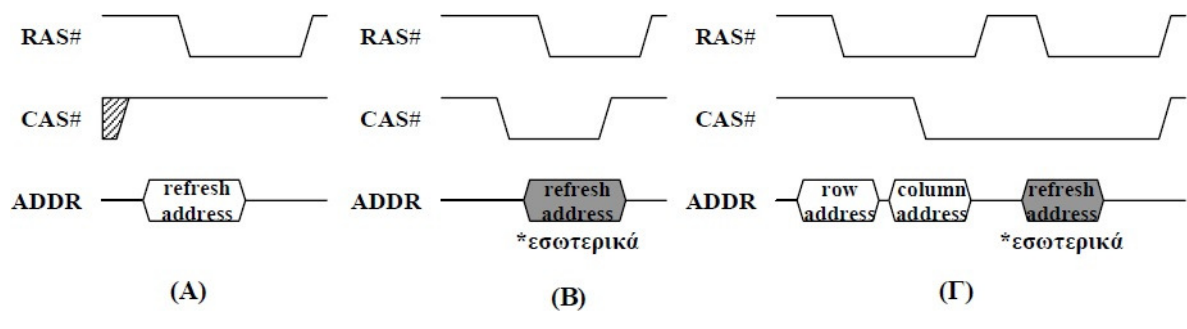 RAS#
RAS#
RAS#
CAS#
CAS#
CAS#
ADDR
refresh
address
ADDR
refresh
address
*εσωτερικά
ADDR
row
address
column
address
refresh
address
*εσωτερικά
(Α)
(Β)
(Γ)